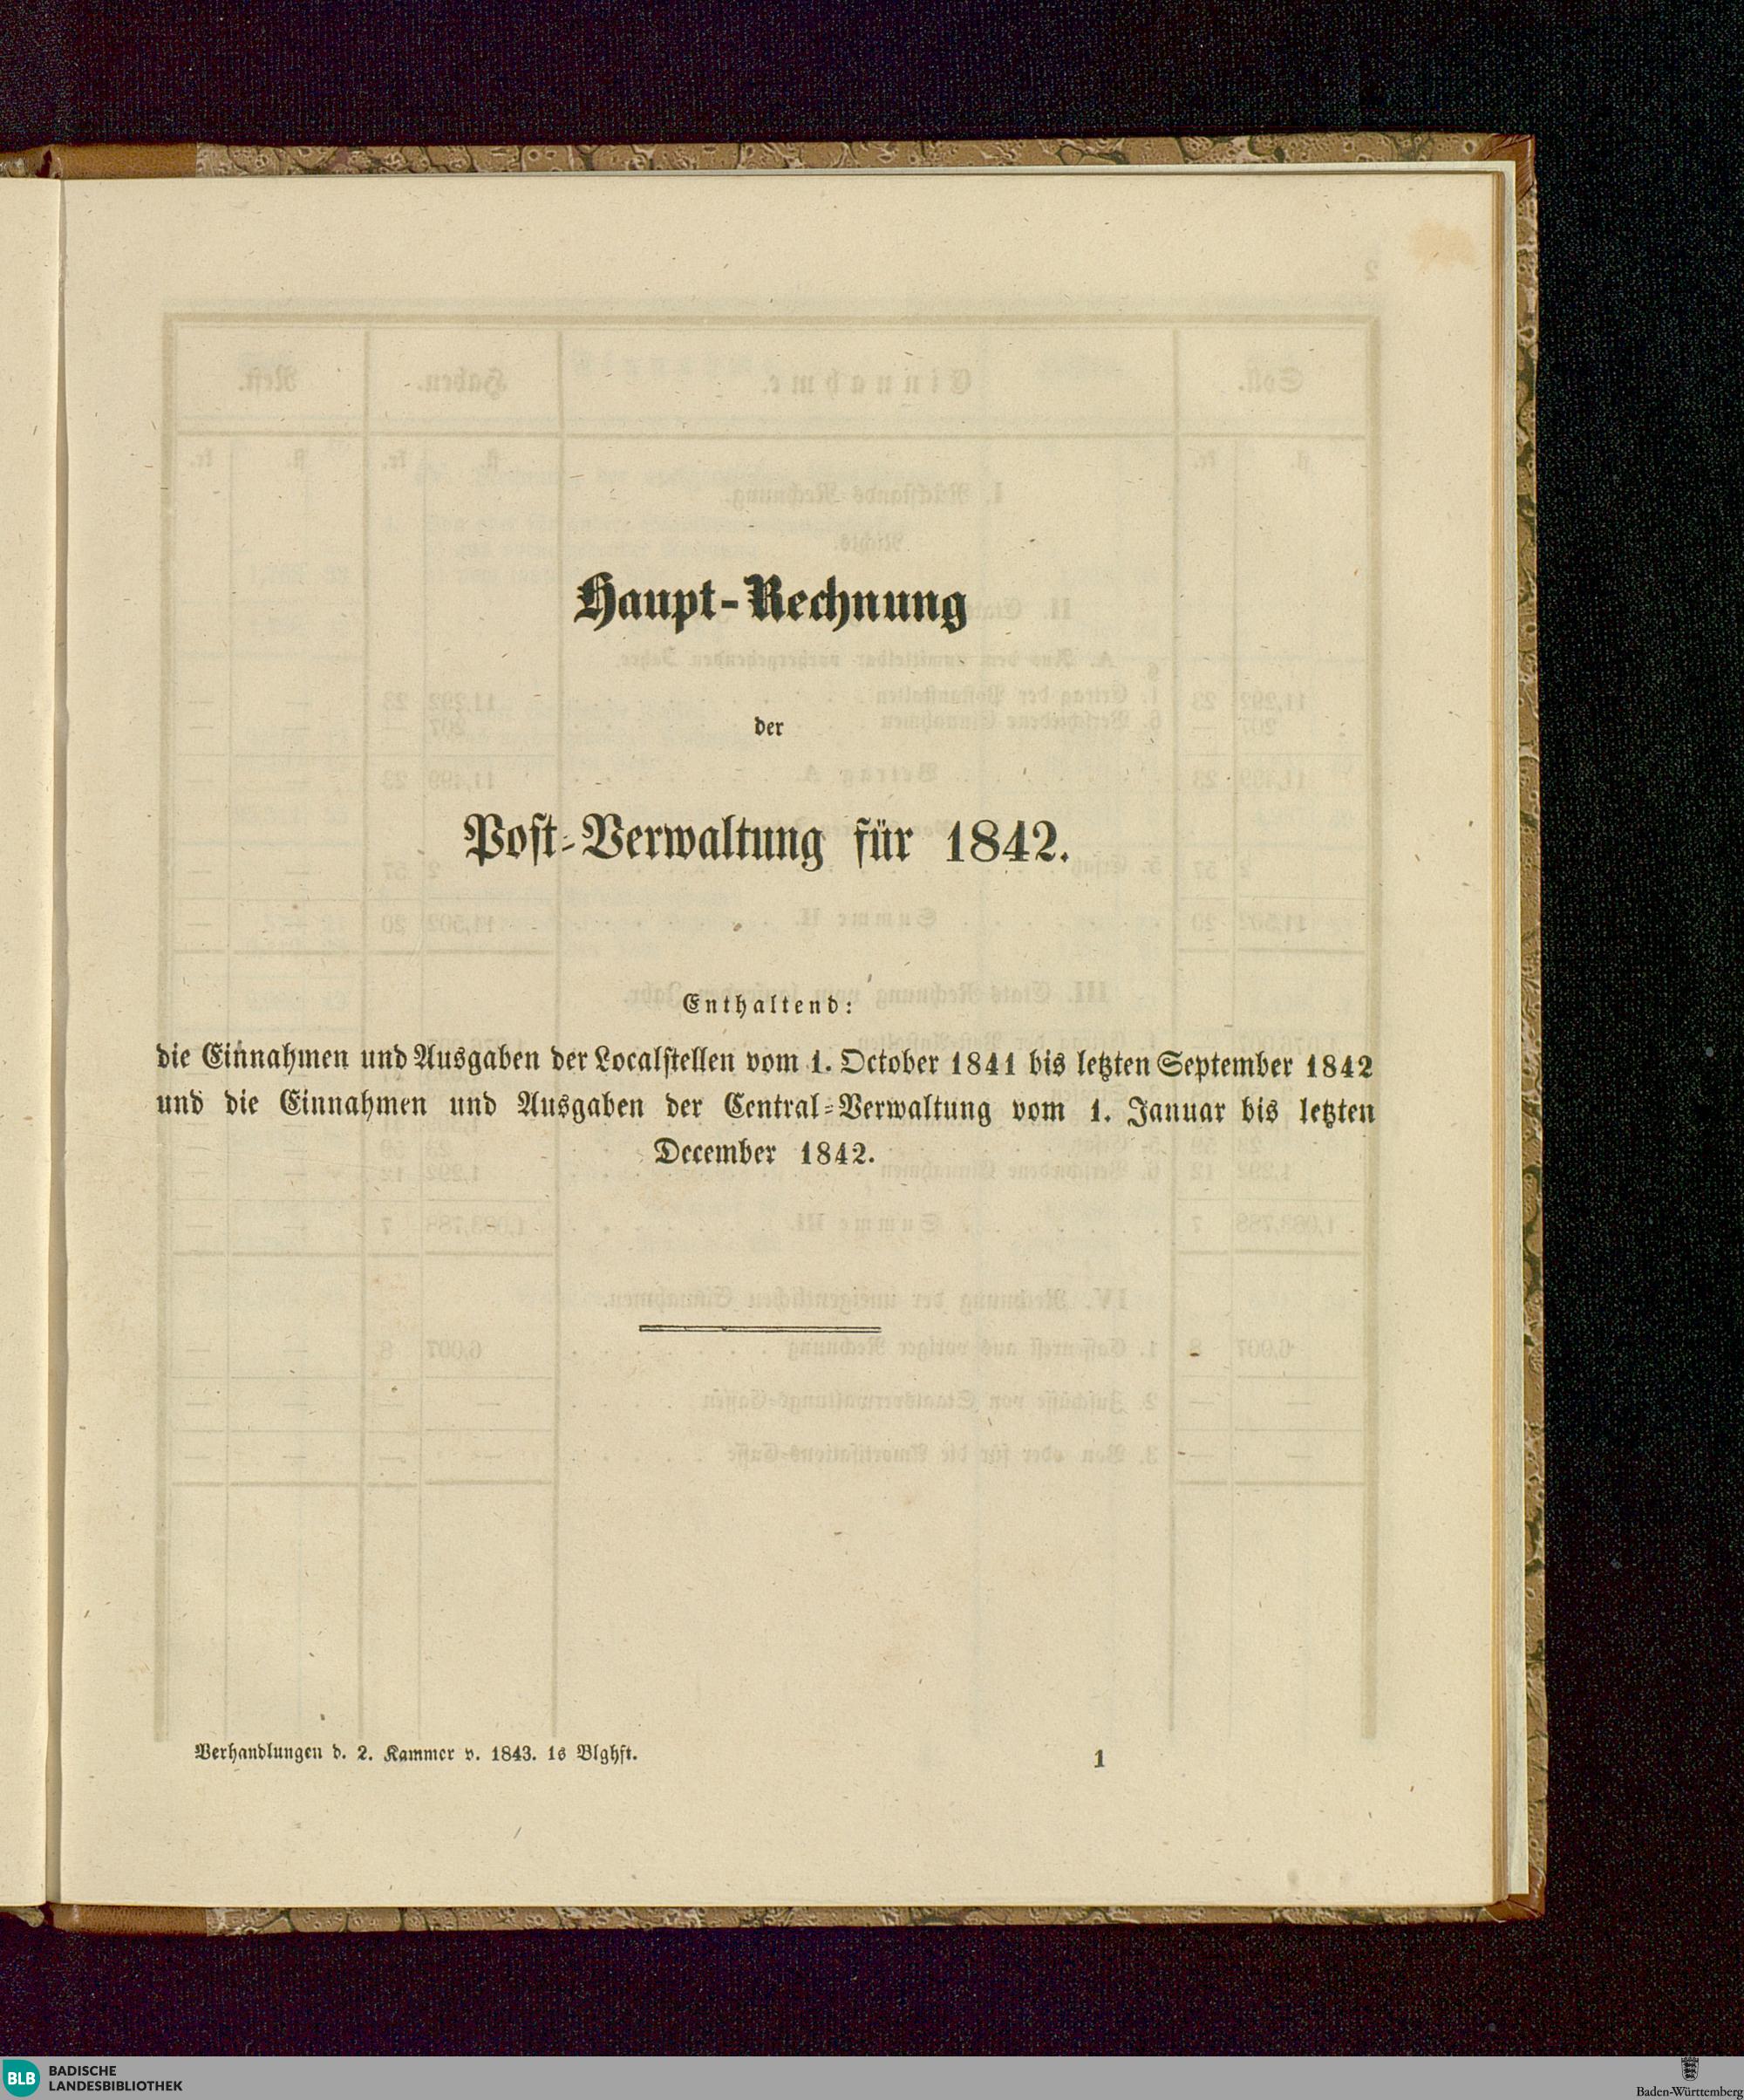 Haupt-Rechnung
der
Post-Verwaltung für 1842.
Enthaltend:
die Einnahmen und Ausgaben der Localstellen vom 1. October 1841 bis letzten September 1842
und die Einnahmen und Ausgaben der Central-Verwaltung vom 1. Januar bis letzten
December 1842.
Verhandlungen d. 2. Kammer v. 1843. 1s Blghft.
1
BLB BADISCHE
LANDESBIBLIOTHEK
Baden-Württemberg